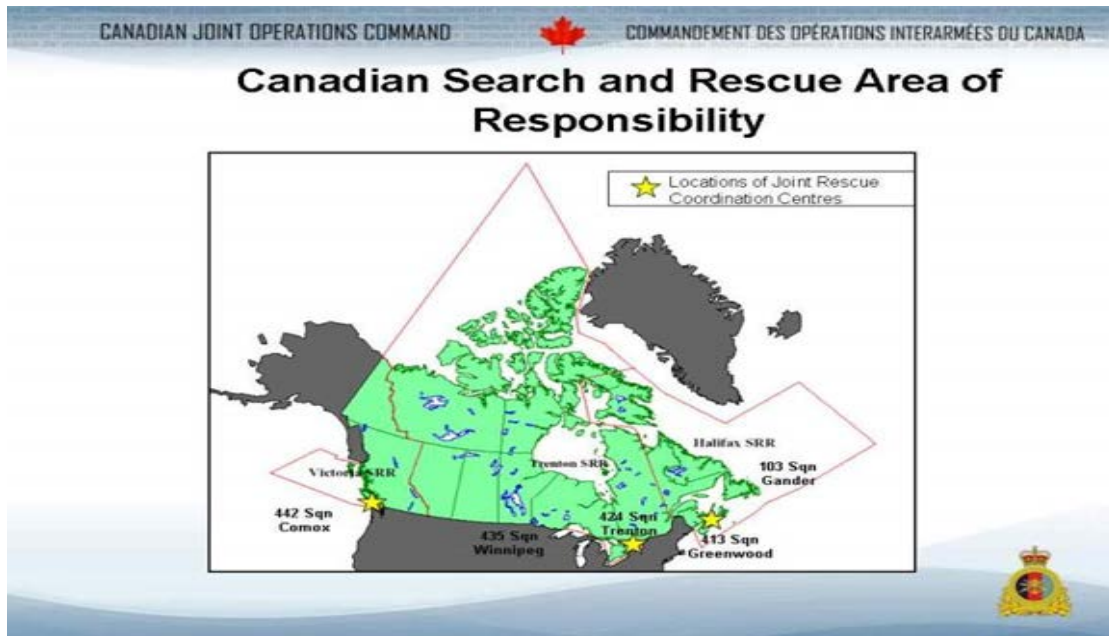 CANADIAN JOINT OPERATIONS COMMAND
COMMANDEMENT DES OPÉRATIONS INTERARMÉES DU CANADA
Canadian Search and Rescue Area of
Responsibility
Locations of Joint Rescue
Coordination Centres
Halifax SRR
Victoria SRR
Trenton SRR
103 Sqn
Gander
442 Sqn
Comox
424 Sqn
Trenton
435 Sqn
Winnipeg
413 Sqn
Greenwood